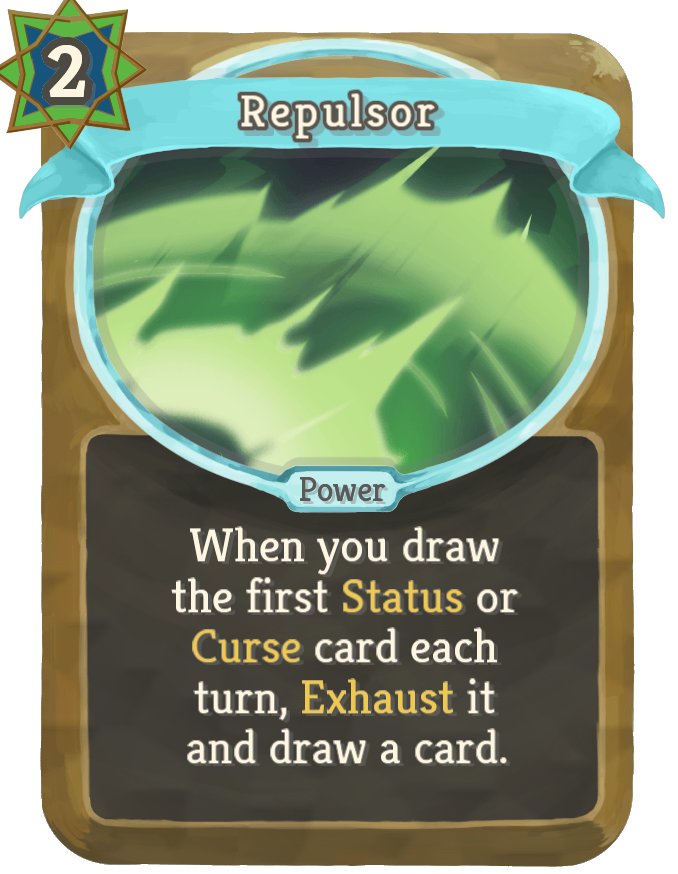 2
Repulsor
Power
When you draw
the first Status or
Curse card each
turn, Exhaust it
and draw a card.